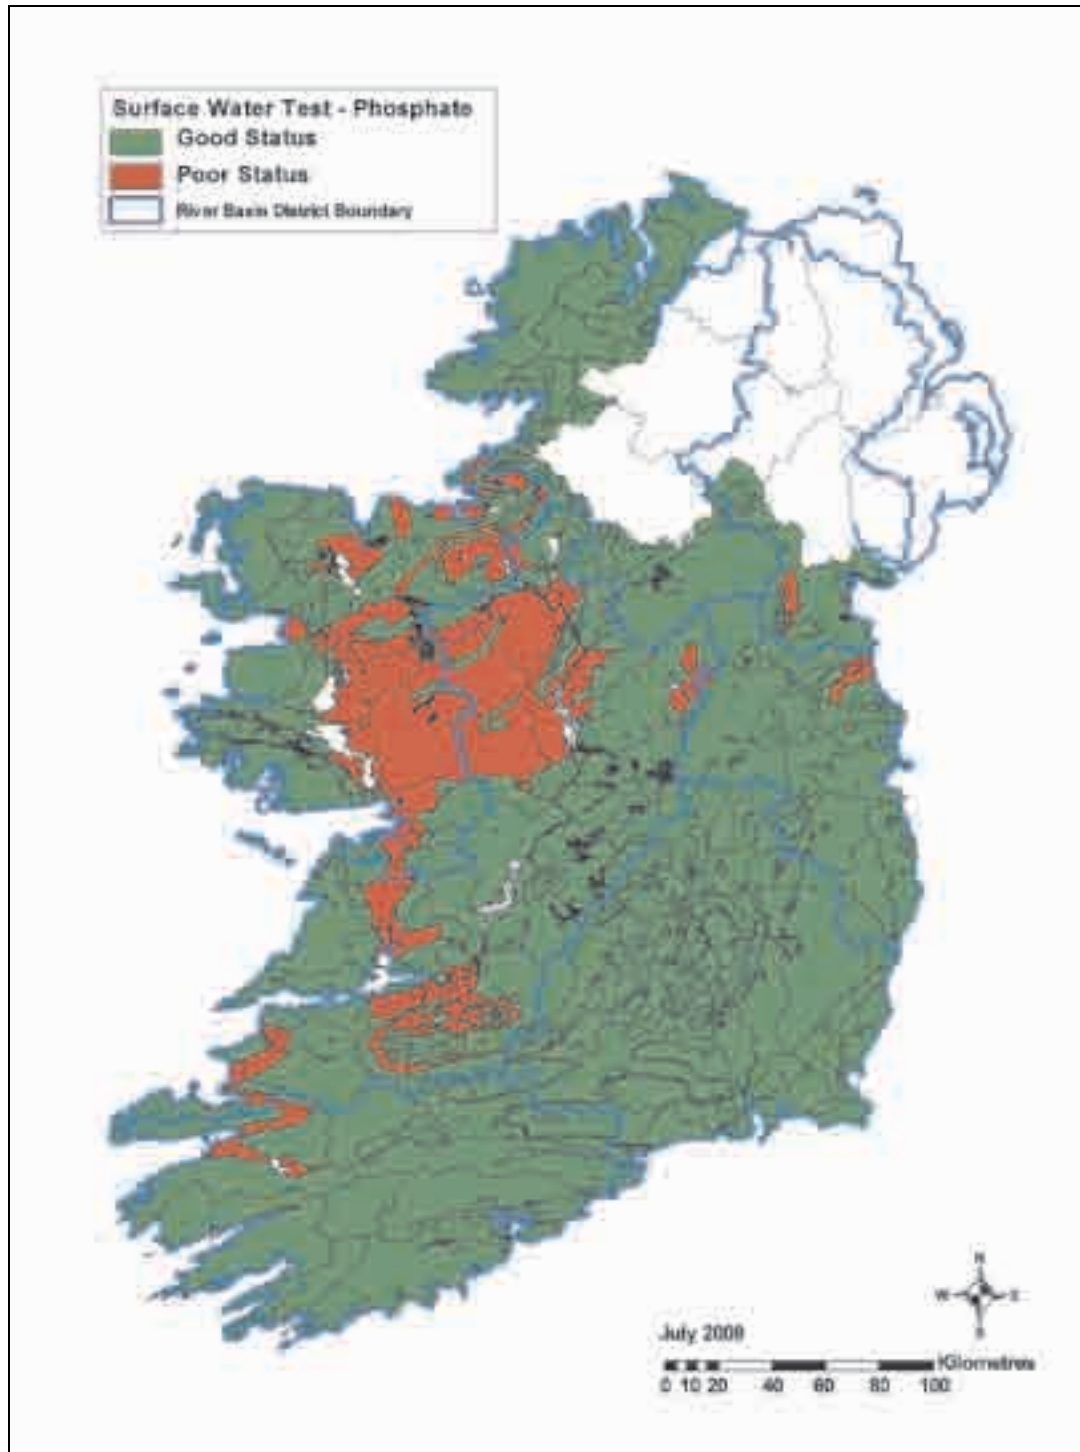 Surface Water Test - Phosphate
Good Status
Poor Status
River Basin District Boundary
N
W E
S
July 2009
Kilometres
0 10 20 40 60 80 100